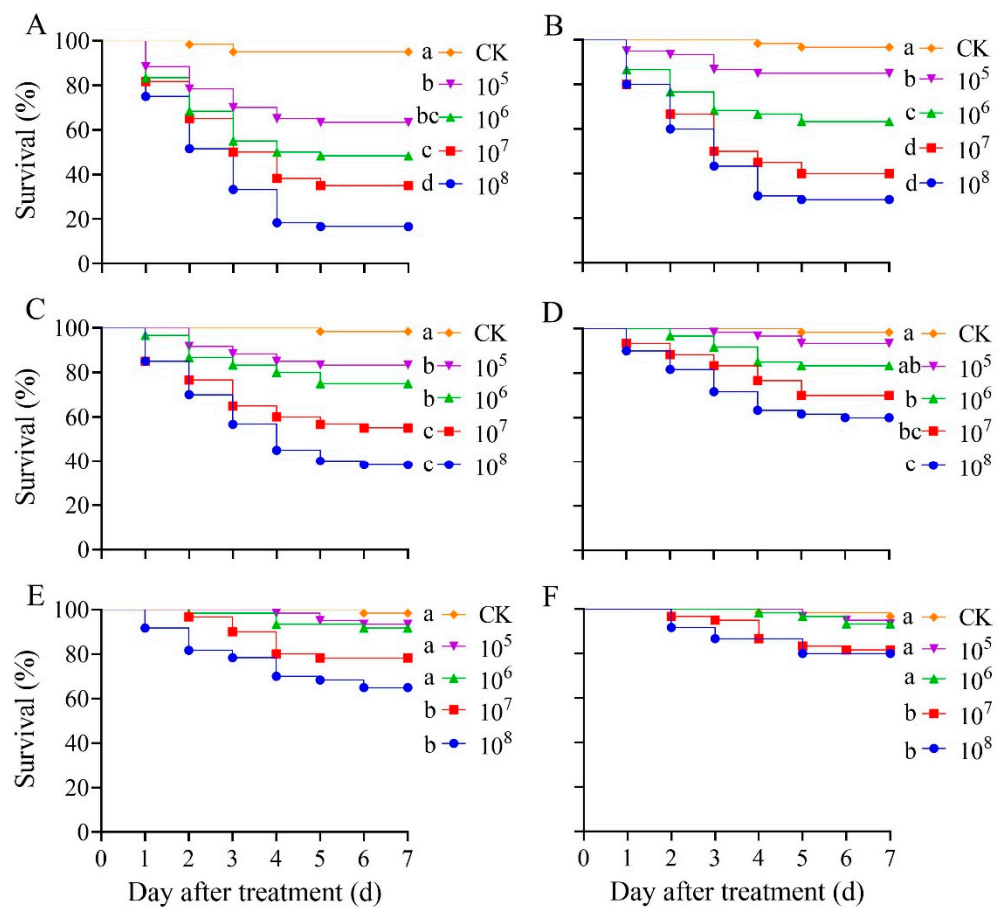 A
Survival (%)
100
80
60
40
20
0
a CK
b 10⁵
bc 10⁶
c 10⁷
d 10⁸
B
a CK
b 10⁵
c 10⁶
d 10⁷
d 10⁸
C
Survival (%)
100
80
60
40
20
0
a CK
b 10⁵
b 10⁶
c 10⁷
c 10⁸
D
a CK
ab 10⁵
b 10⁶
bc 10⁷
c 10⁸
E
Survival (%)
100
80
60
40
20
0
a CK
a 10⁵
a 10�6
b 10⁷
b 10⁸
0 1 2 3 4 5 6 7
Day after treatment (d)
F
a CK
a 10⁵
a 10⁶
b 10⁷
b 10⁸
0 1 2 3 4 5 6 7
Day after treatment (d)